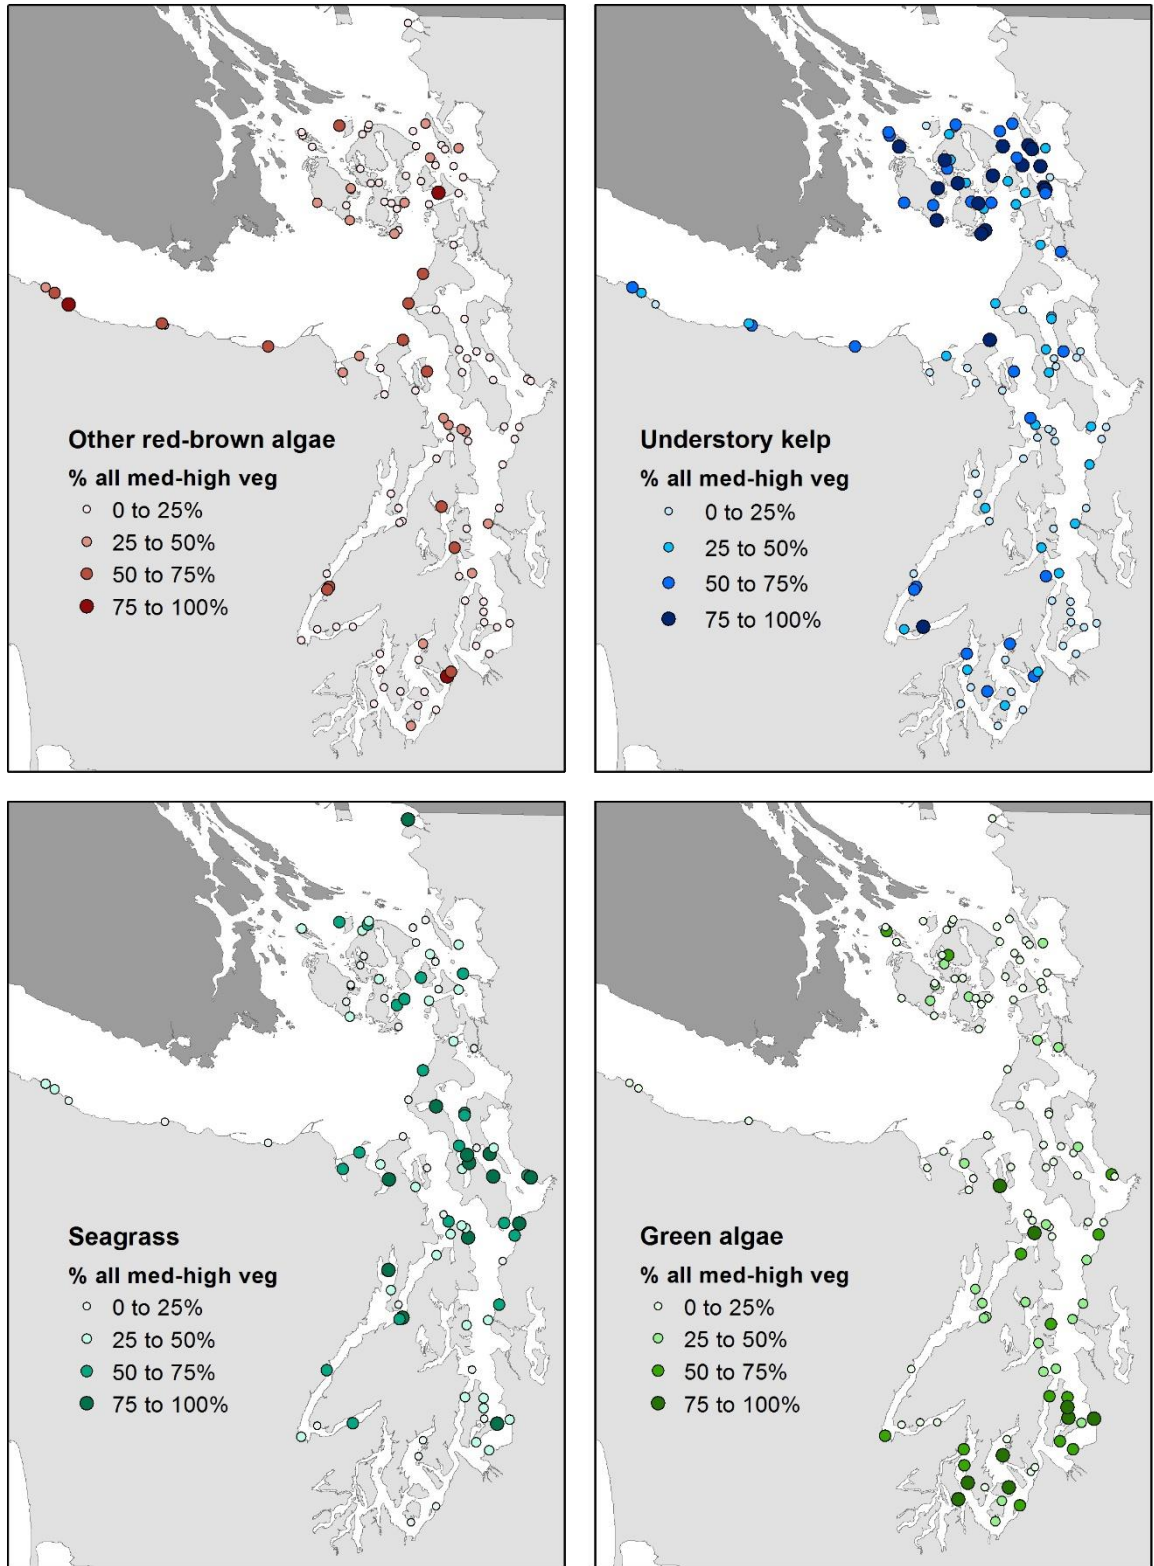 Other red-brown algae
% all med-high veg
0 to 25%
25 to 50%
50 to 75%
75 to 100%
Understory kelp
% all med-high veg
0 to 25%
25 to 50%
50 to 75%
75 to 100%
Seagrass
% all med-high veg
0 to 25%
25 to 50%
50 to 75%
75 to 100%
Green algae
% all med-high veg
0 to 25%
25 to 50%
50 to 75%
75 to 100%